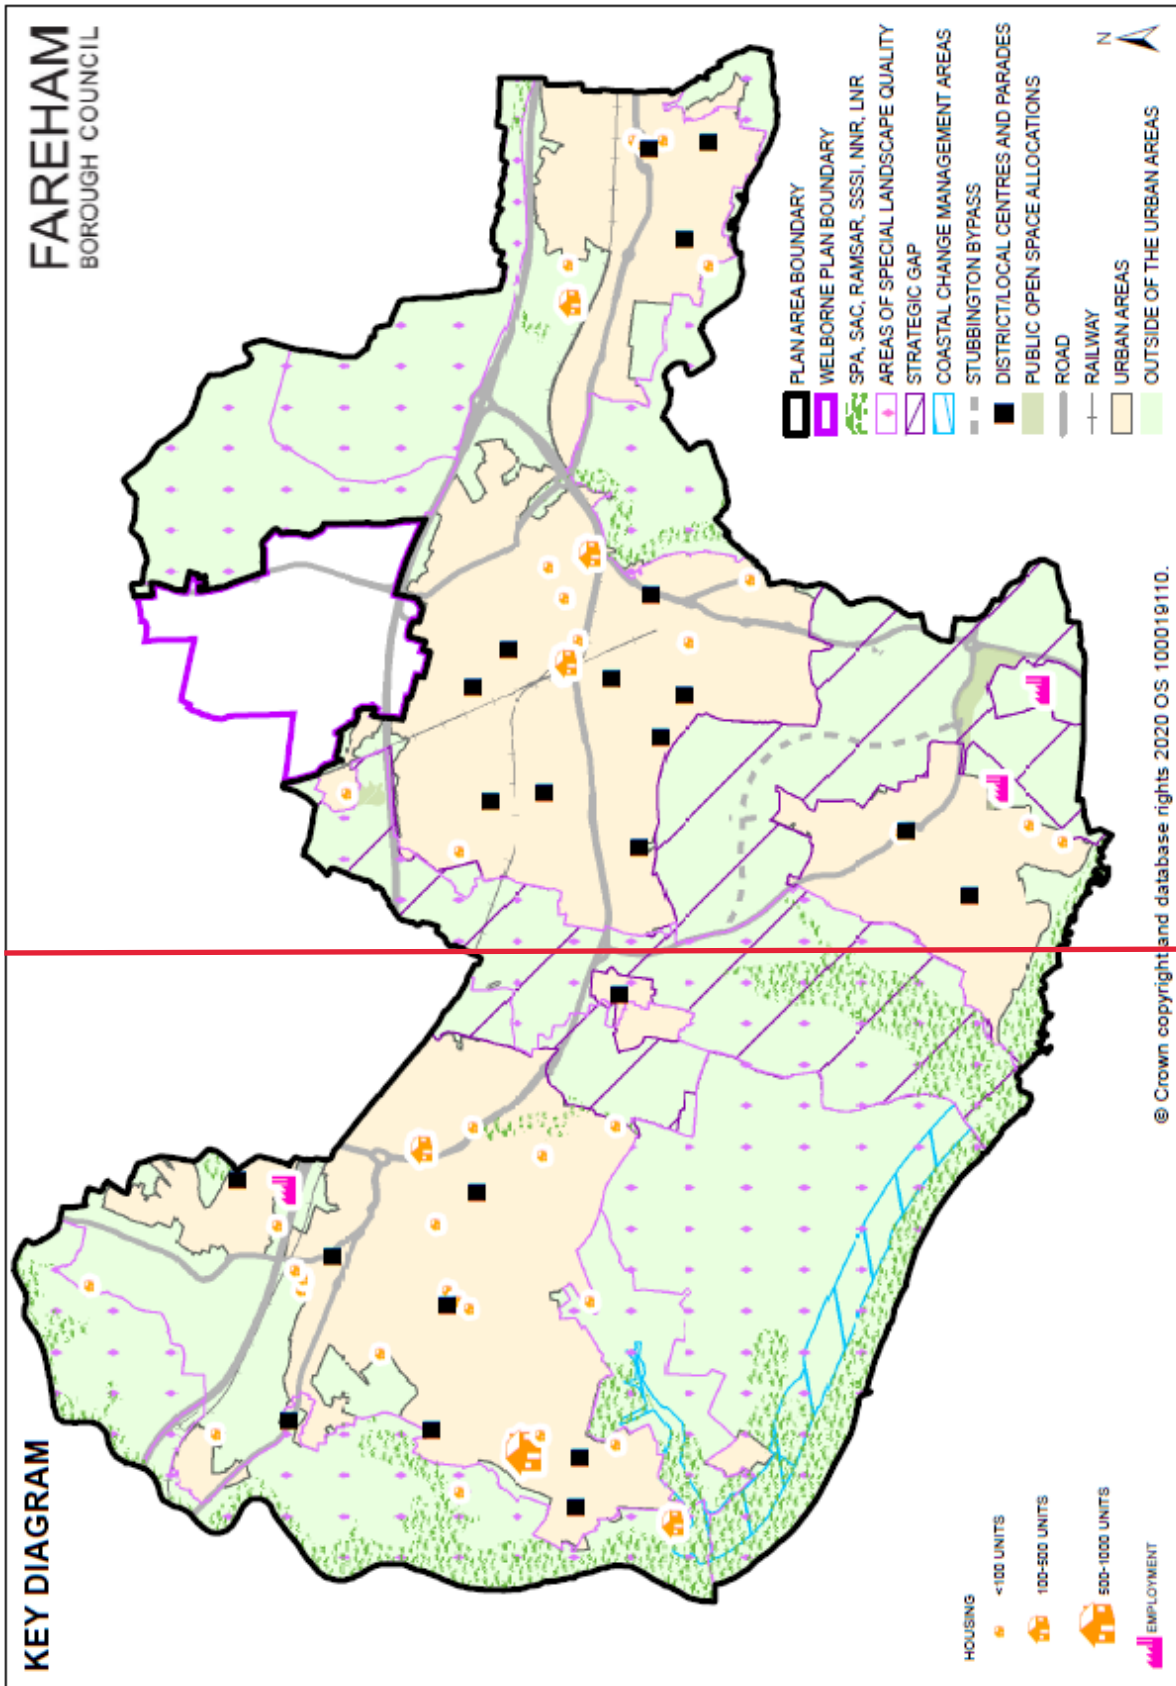 KEY DIAGRAM
FAREHAM
BOROUGH COUNCIL
HOUSING
<100 UNITS
100-500 UNITS
500-1000 UNITS
EMPLOYMENT
PLAN AREA BOUNDARY
WELBORNE PLAN BOUNDARY
SPA, SAC, RAMSAR, SSSI, NNR, LNR
AREAS OF SPECIAL LANDSCAPE QUALITY
STRATEGIC GAP
COASTAL CHANGE MANAGEMENT AREAS
STUBBINGTON BYPASS
DISTRICT/LOCAL CENTRES AND PARADES
PUBLIC OPEN SPACE ALLOCATIONS
ROAD
RAILWAY
URBAN AREAS
OUTSIDE OF THE URBAN AREAS
N
© Crown copyright and database rights 2020 OS 100019110.